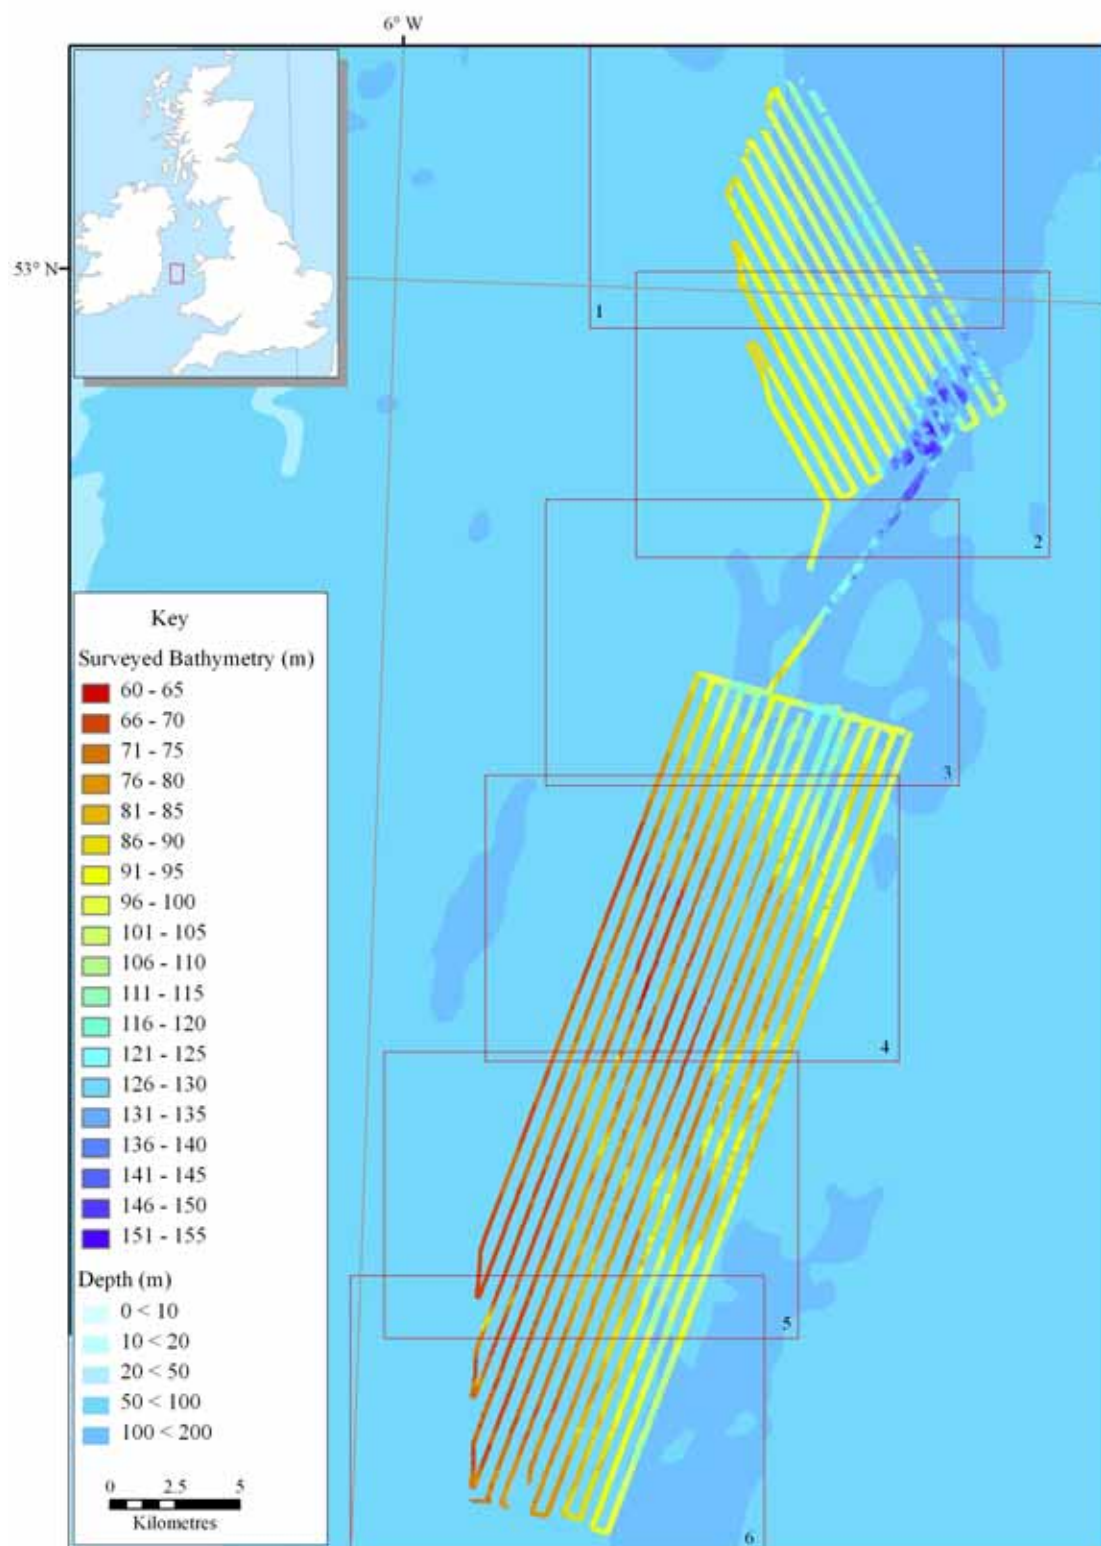 6° W
53° N
1
2
3
4
5
6
Key
Surveyed Bathymetry (m)
60 - 65
66 - 70
71 - 75
76 - 80
81 - 85
86 - 90
91 - 95
96 - 100
101 - 105
106 - 110
111 - 115
116 - 120
121 - 125
126 - 130
131 - 135
136 - 140
141 - 145
146 - 150
151 - 155
Depth (m)
0 < 10
10 < 20
20 < 50
50 < 100
100 < 200
0 2.5 5
Kilometres